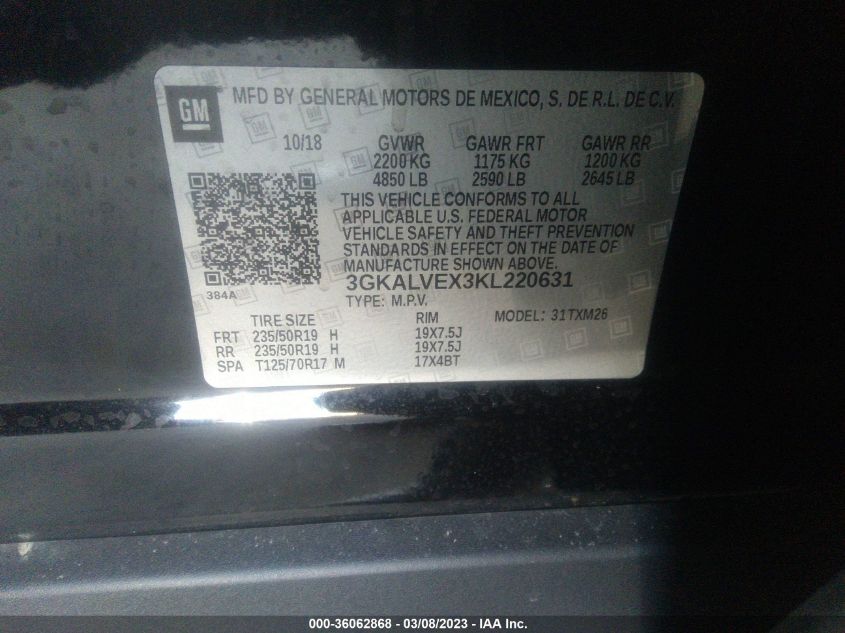 GM MFD BY GENERAL MOTORS DE MEXICO, S. DE R.L. DE C.V.
10/18 GVWR GAWR FRT GAWR RR
2200 KG 1175 KG 1200 KG
4850 LB 2590 LB 2645 LB
THIS VEHICLE CONFORMS TO ALL
APPLICABLE U.S. FEDERAL MOTOR
VEHICLE SAFETY AND THEFT PREVENTION
STANDARDS IN EFFECT ON THE DATE OF
MANUFACTURE SHOWN ABOVE.
384A 3GKALVEX3KL220631
TYPE: M.P.V.
TIRE SIZE RIM MODEL: 31TXM26
FRT 235/50R19 H 19X7.5J
RR 235/50R19 H 19X7.5J
SPA T125/70R17 M 17X4BT
000-36062868 - 03/08/2023 - IAA Inc.